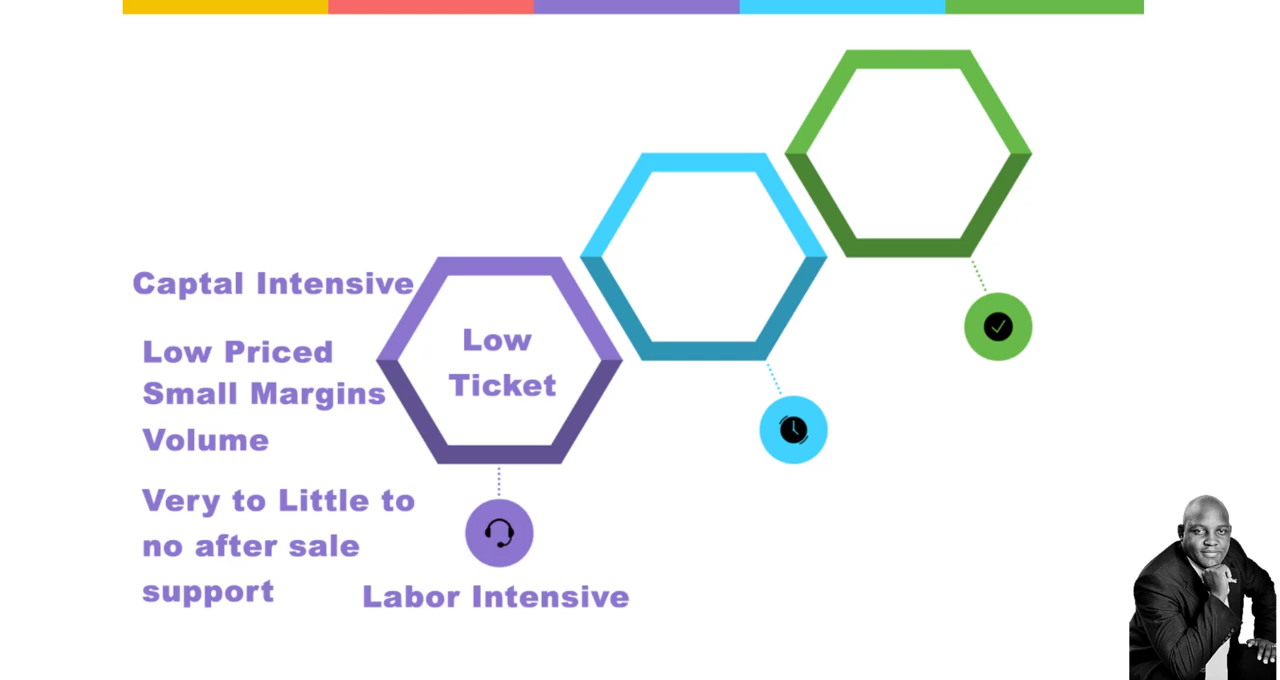 Captal Intensive
Low Priced
Small Margins
Volume
Very to Little to
no after sale
support
Low
Ticket
Labor Intensive